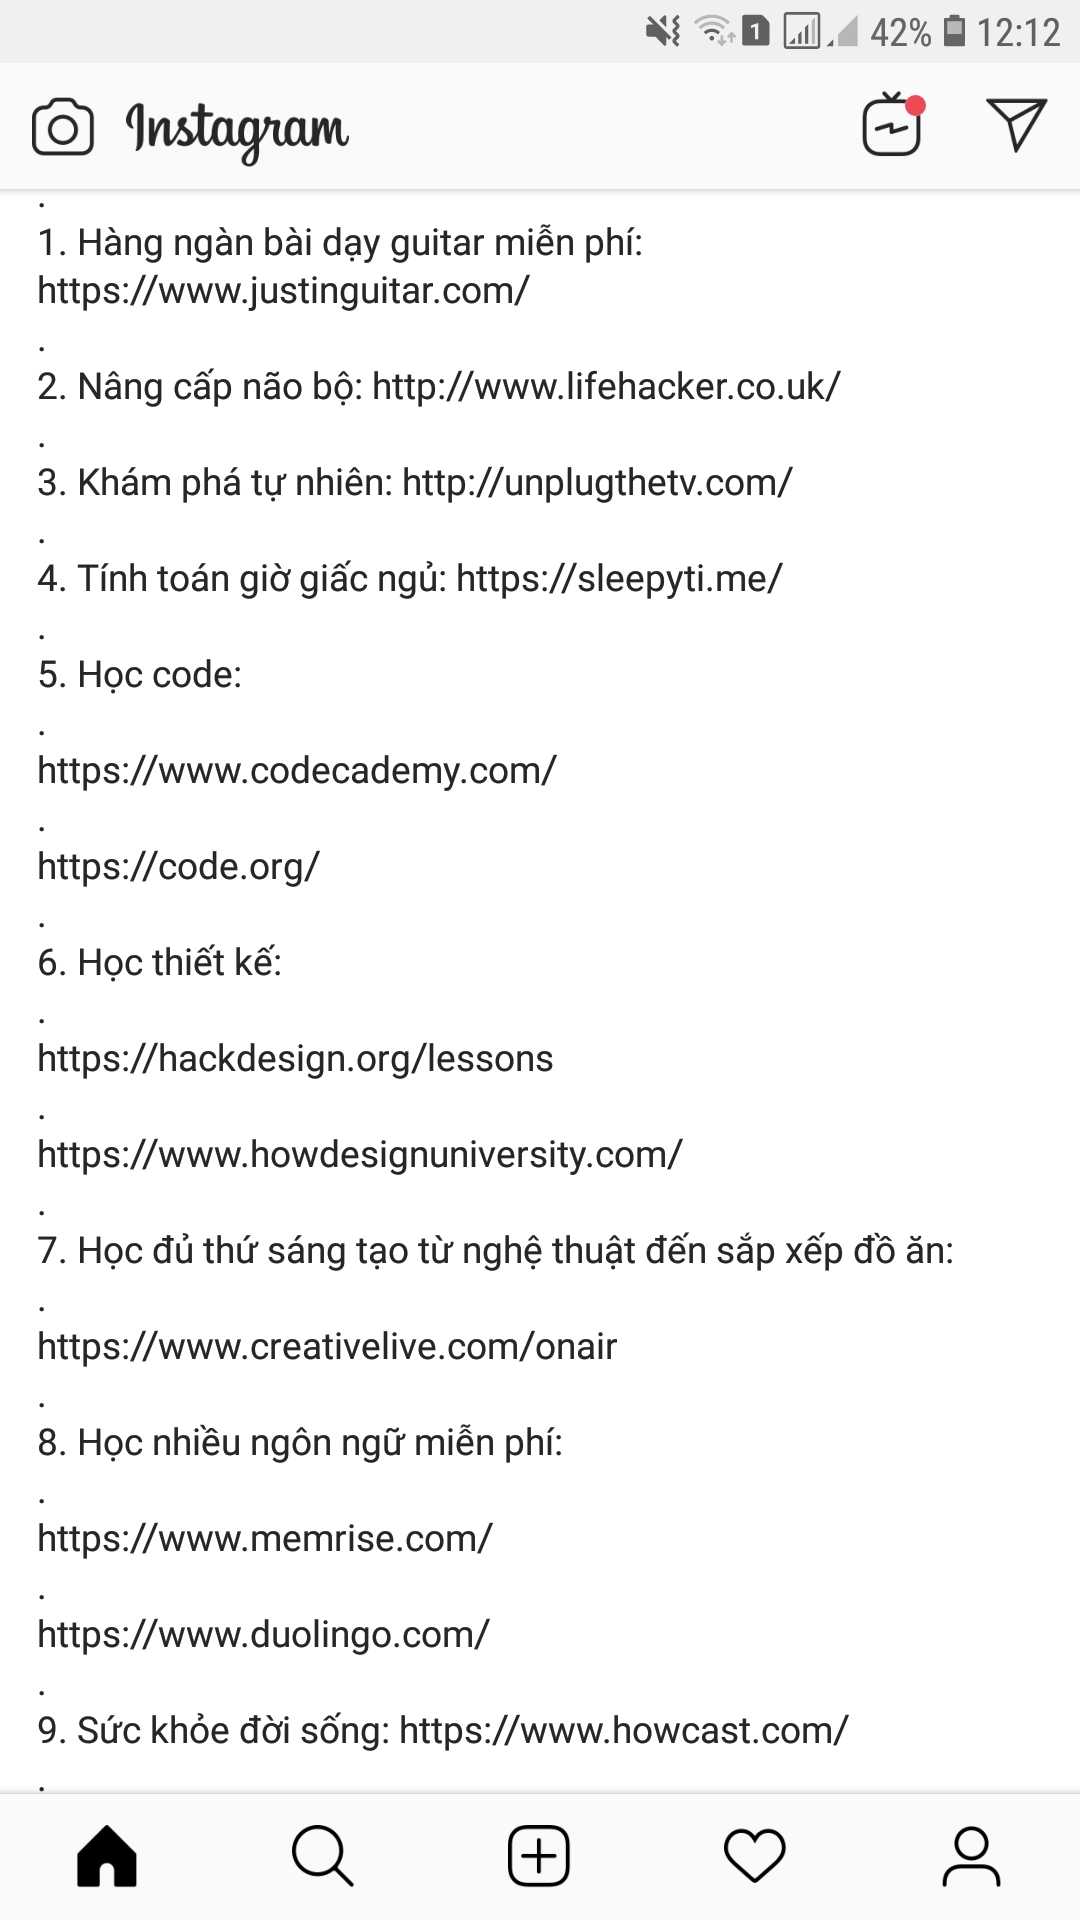 1 42% 12:12
Instagram
.
1. Hàng ngàn bài dạy guitar miễn phí:
https://www.justinguitar.com/
.
2. Nâng cấp não bộ: http://www.lifehacker.co.uk/
.
3. Khám phá tự nhiên: http://unplugthetv.com/
.
4. Tính toán giờ giấc ngủ: https://sleepyti.me/
.
5. Học code:
.
https://www.codecademy.com/
.
https://code.org/
.
6. Học thiết kế:
.
https://hackdesign.org/lessons
.
https://www.howdesignuniversity.com/
.
7. Học đủ thứ sáng tạo từ nghệ thuật đến sắp xếp đồ ăn:
.
https://www.creativelive.com/onair
.
8. Học nhiều ngôn ngữ miễn phí:
.
https://www.memrise.com/
.
https://www.duolingo.com/
.
9. Sức khỏe đời sống: https://www.howcast.com/
.